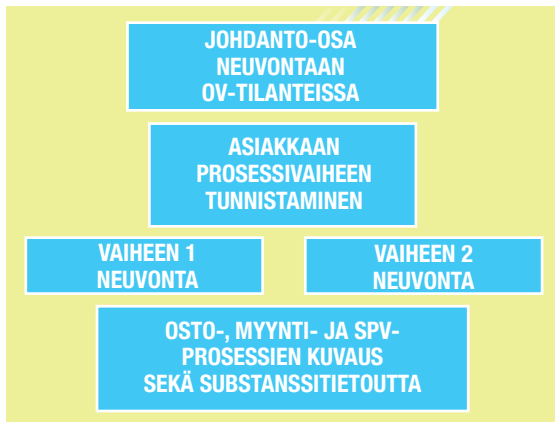 JOHDANTO-OSA
NEUVONTAAN
OV-TILANTEISSA
ASIAKKAAN
PROSESSIVAIHEEN
TUNNISTAMINEN
VAIHEEN 1
NEUVONTA
VAIHEEN 2
NEUVONTA
OSTO-, MYYNTI- JA SPV-
PROSESSIEN KUVAUS
SEKÄ SUBSTANSSITIETOUTTA